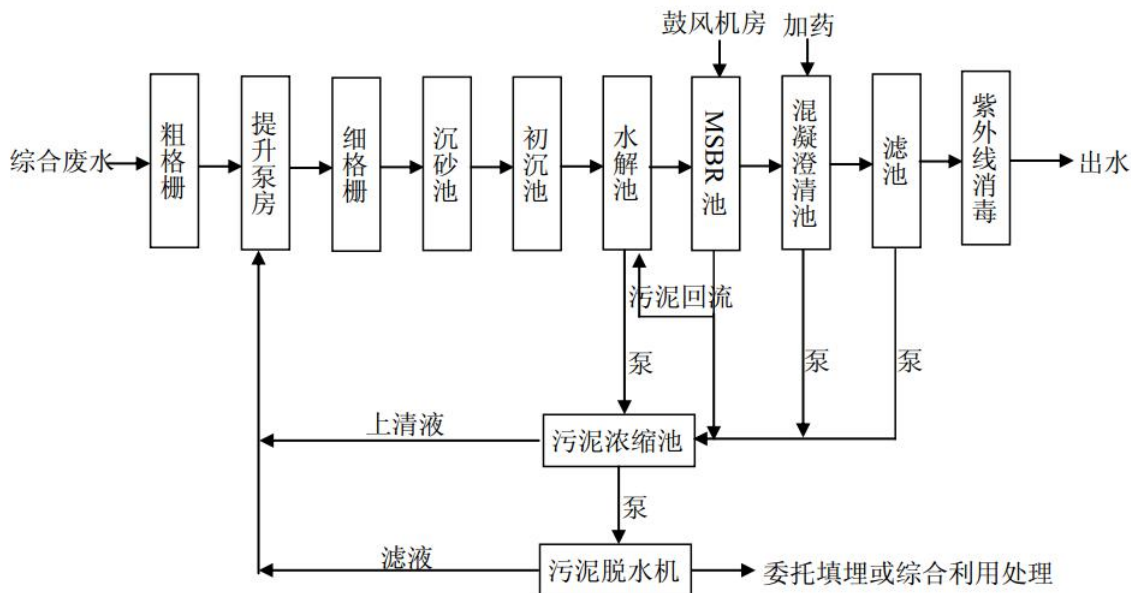 鼓风机房 加药
综合废水
粗格栅
提升泵房
细格栅
沉砂池
初沉池
水解池
MSBR池
混凝澄清池
滤池
紫外线消毒
出水
污泥回流
泵
泵
泵
上清液
污泥浓缩池
泵
滤液
污泥脱水机
委托填埋或综合利用处理